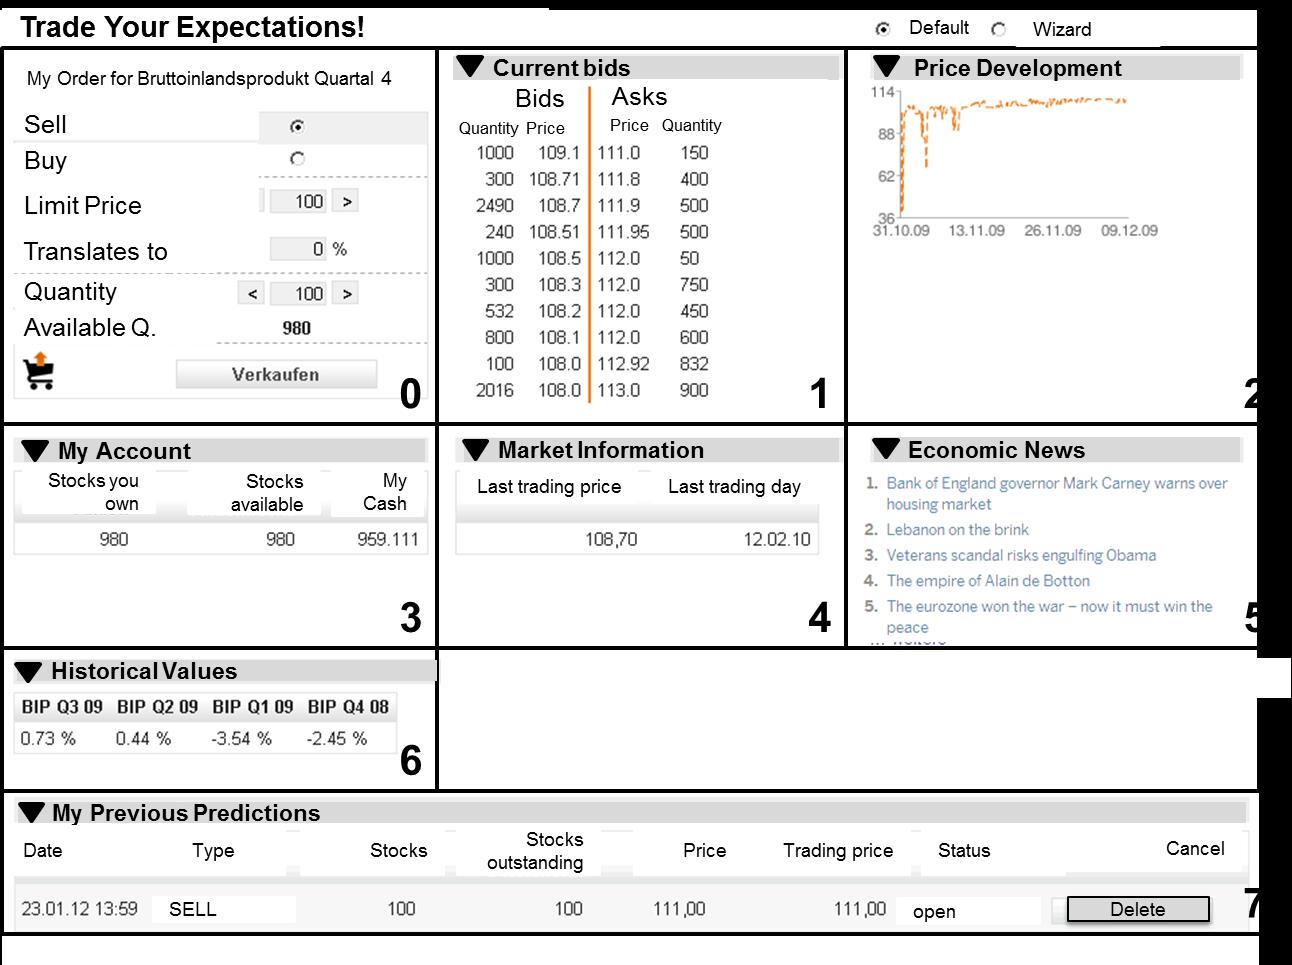 Trade Your Expectations!
Default Wizard
My Order for Bruttoinlandsprodukt Quartal 4
Sell
Buy
Limit Price 100 >
Translates to 0 %
Quantity < 100 >
Available Q. 980
Verkaufen
0
Current bids
Bids Asks
Quantity Price Price Quantity
1000 109.1 111.0 150
300 108.71 111.8 400
2490 108.7 111.9 500
240 108.51 111.95 500
1000 108.5 112.0 50
300 108.3 112.0 750
532 108.2 112.0 450
800 108.1 112.0 600
100 108.0 112.92 832
2016 108.0 113.0 900
1
Price Development
114
88
62
36
31.10.09 13.11.09 26.11.09 09.12.09
2
My Account
Stocks you own Stocks available My Cash
980 980 959.111
3
Market Information
Last trading price Last trading day
108,70 12.02.10
4
Economic News
1. Bank of England governor Mark Carney warns over
housing market
2. Lebanon on the brink
3. Veterans scandal risks engulfing Obama
4. The empire of Alain de Botton
5. The eurozone won the war – now it must win the
peace
5
Historical Values
BIP Q3 09 BIP Q2 09 BIP Q1 09 BIP Q4 08
0.73 % 0.44 % -3.54 % -2.45 %
6
My Previous Predictions
Date Type Stocks Stocks outstanding Price Trading price Status Cancel
23.01.12 13:59 SELL 100 100 111,00 111,00 open Delete
7